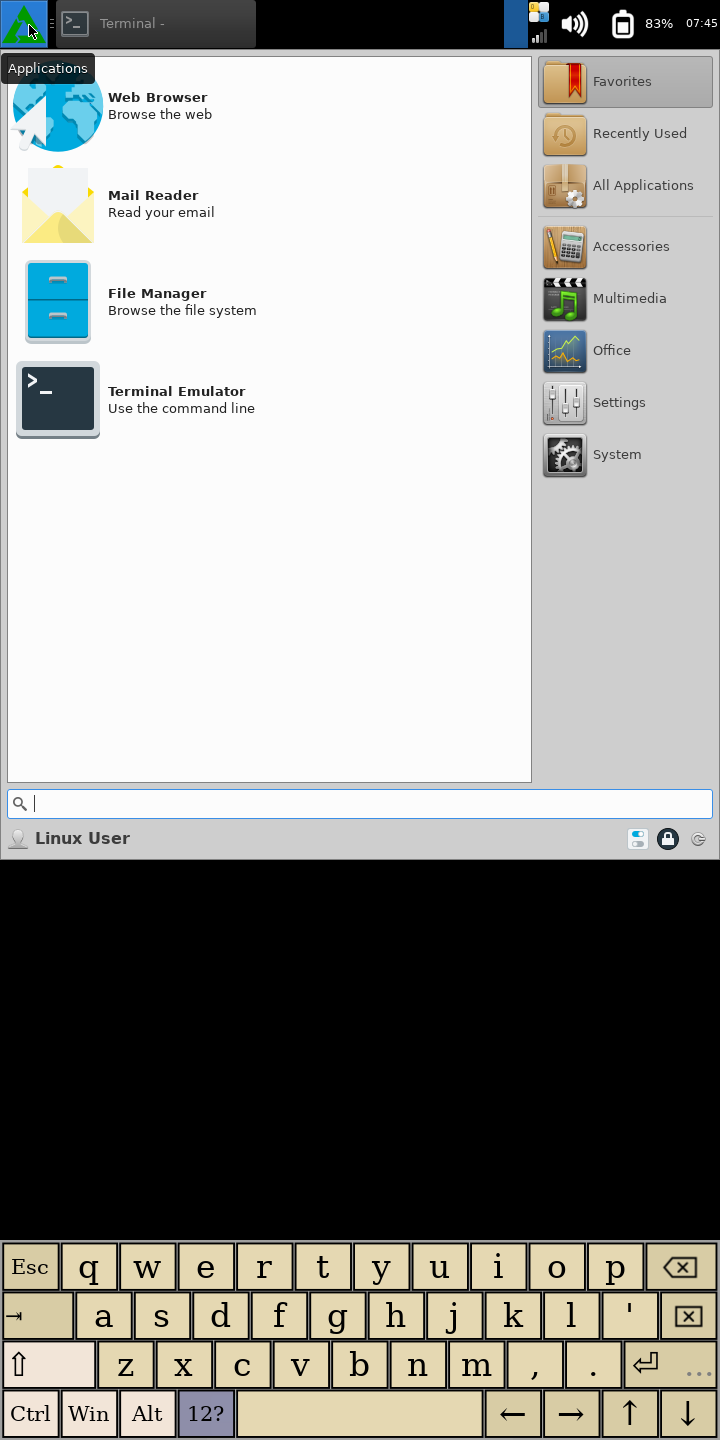 Terminal -
83%
07:45
Applications
Web Browser
Browse the web
Mail Reader
Read your email
File Manager
Browse the file system
Terminal Emulator
Use the command line
Favorites
Recently Used
All Applications
Accessories
Multimedia
Office
Settings
System
Linux User
Esc q w e r t y u i o p
a s d f g h j k l '
z x c v b n m , . ...
Ctrl Win Alt 12? ← → ↑ ↓